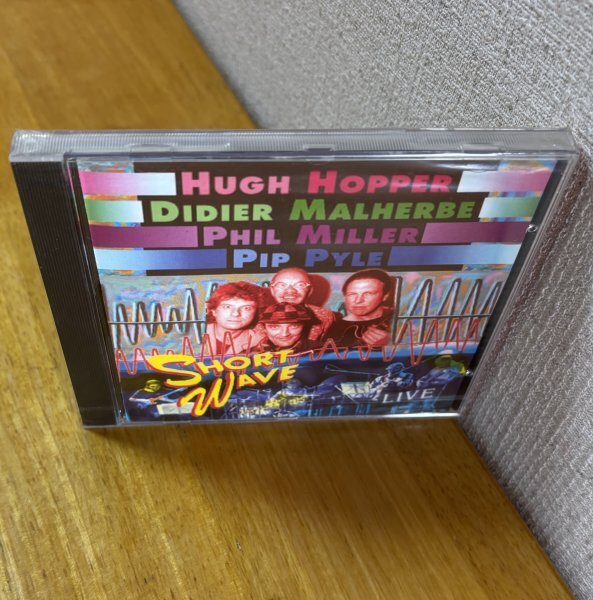 HUGH HOPPER
DIDIER MALHERBE
PHIL MILLER
PIP PYLE
SHORT
WAVE
LIVE